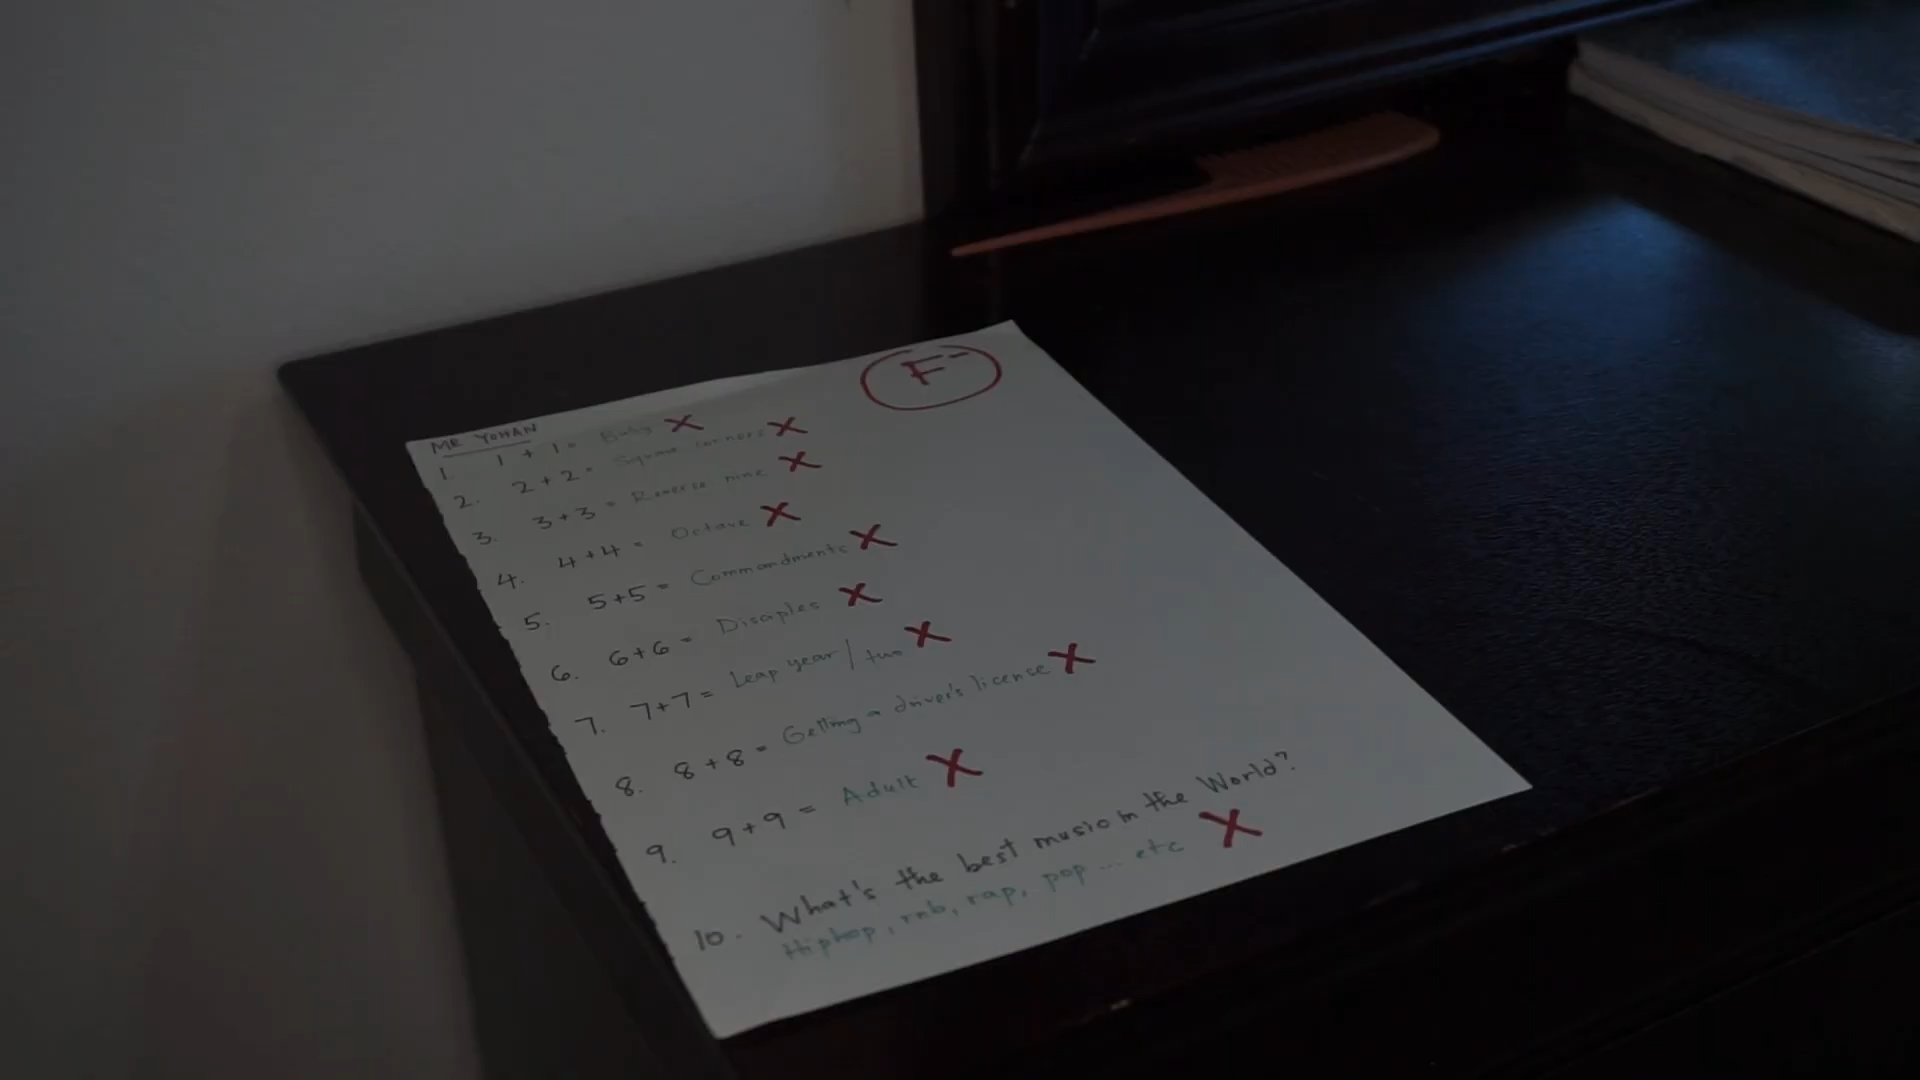 F-
MR YOHAN
1. 1 + 1 = Baby X
2. 2+2 = Square corners X
3. 3+3 = Reverse nine X
4. 4+4 = Octave X
5. 5+5 = Commandments X
6. 6+6 = Disciples X
7. 7+7 = Leap year / two X
8. 8+8 = Getting a driver's license X
9. 9+9 = Adult X
10. What's the best music in the World?
Hiphop, rnb, rap, pop ... etc X